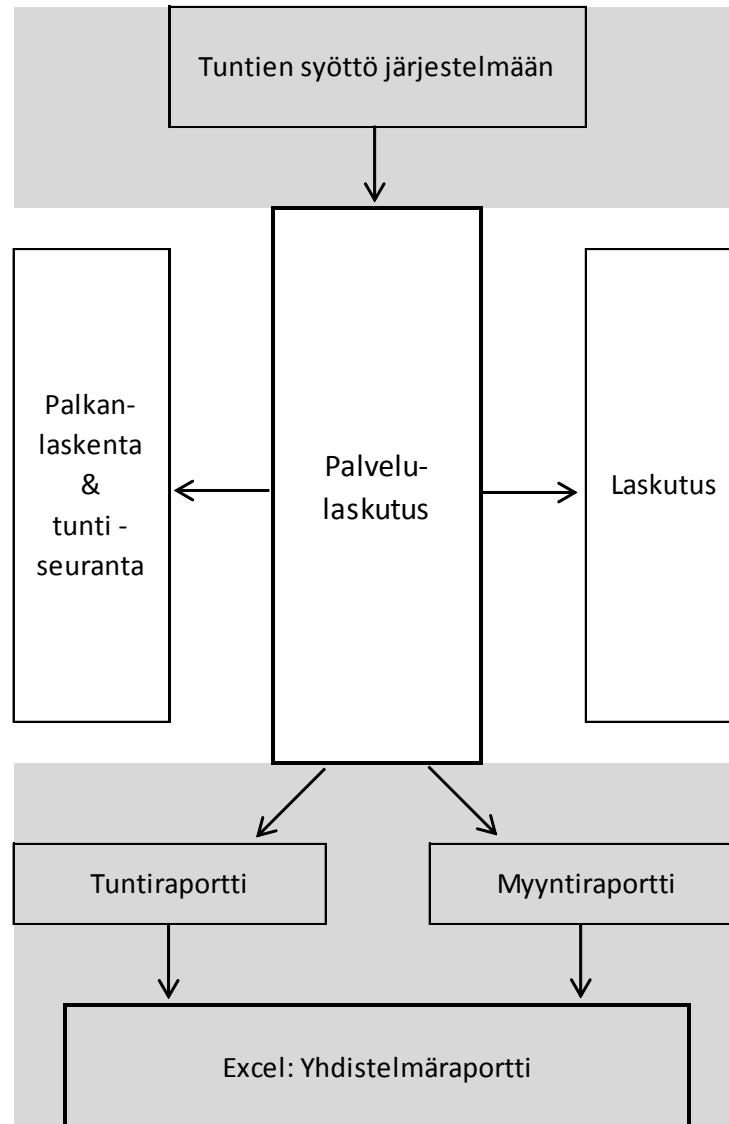 Tuntien syöttö järjestelmään
Palkan-
laskenta
&
tunti -
seuranta
Palvelu-
laskutus
Laskutus
Tuntiraportti
Myyntiraportti
Excel: Yhdistelmäraportti